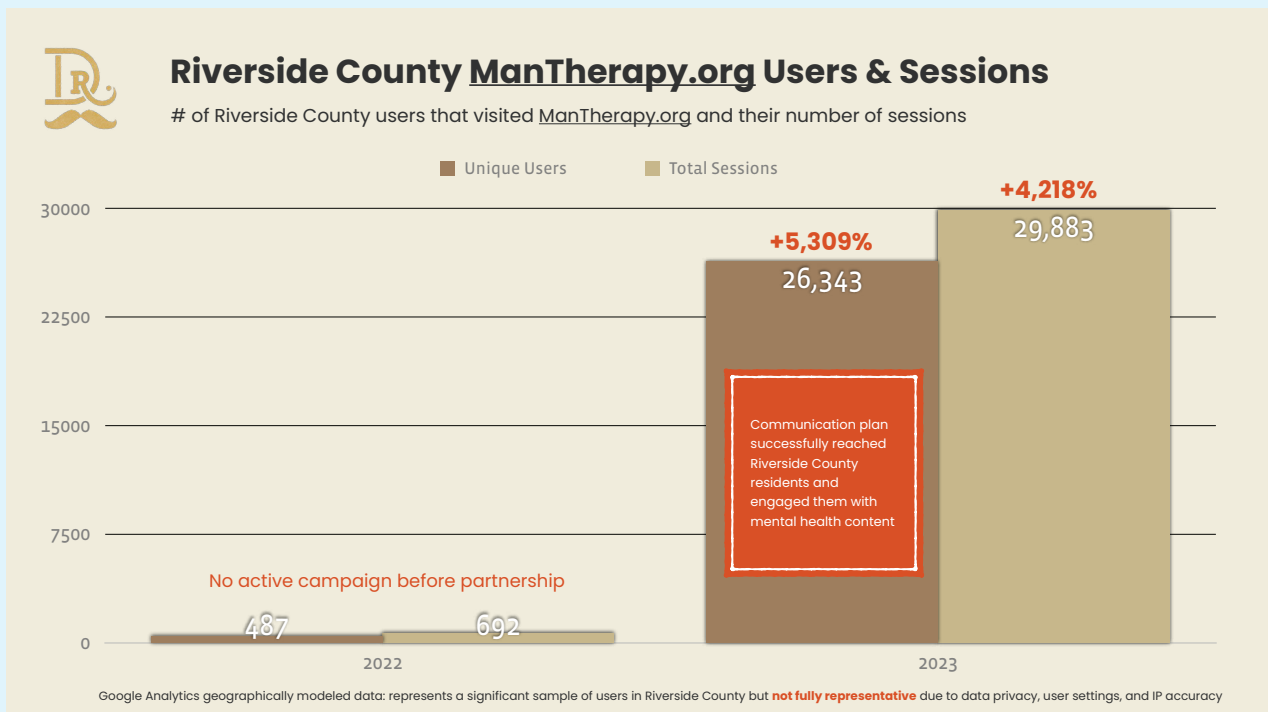 DR
Riverside County ManTherapy.org Users & Sessions
# of Riverside County users that visited ManTherapy.org and their number of sessions
Unique Users
Total Sessions
+4,218%
30000
29,883
+5,309%
26,343
22500
15000
Communication plan
successfully reached
Riverside County
residents and
engaged them with
mental health content
7500
No active campaign before partnership
487
692
0
2022
2023
Google Analytics geographically modeled data: represents a significant sample of users in Riverside County but not fully representative due to data privacy, user settings, and IP accuracy